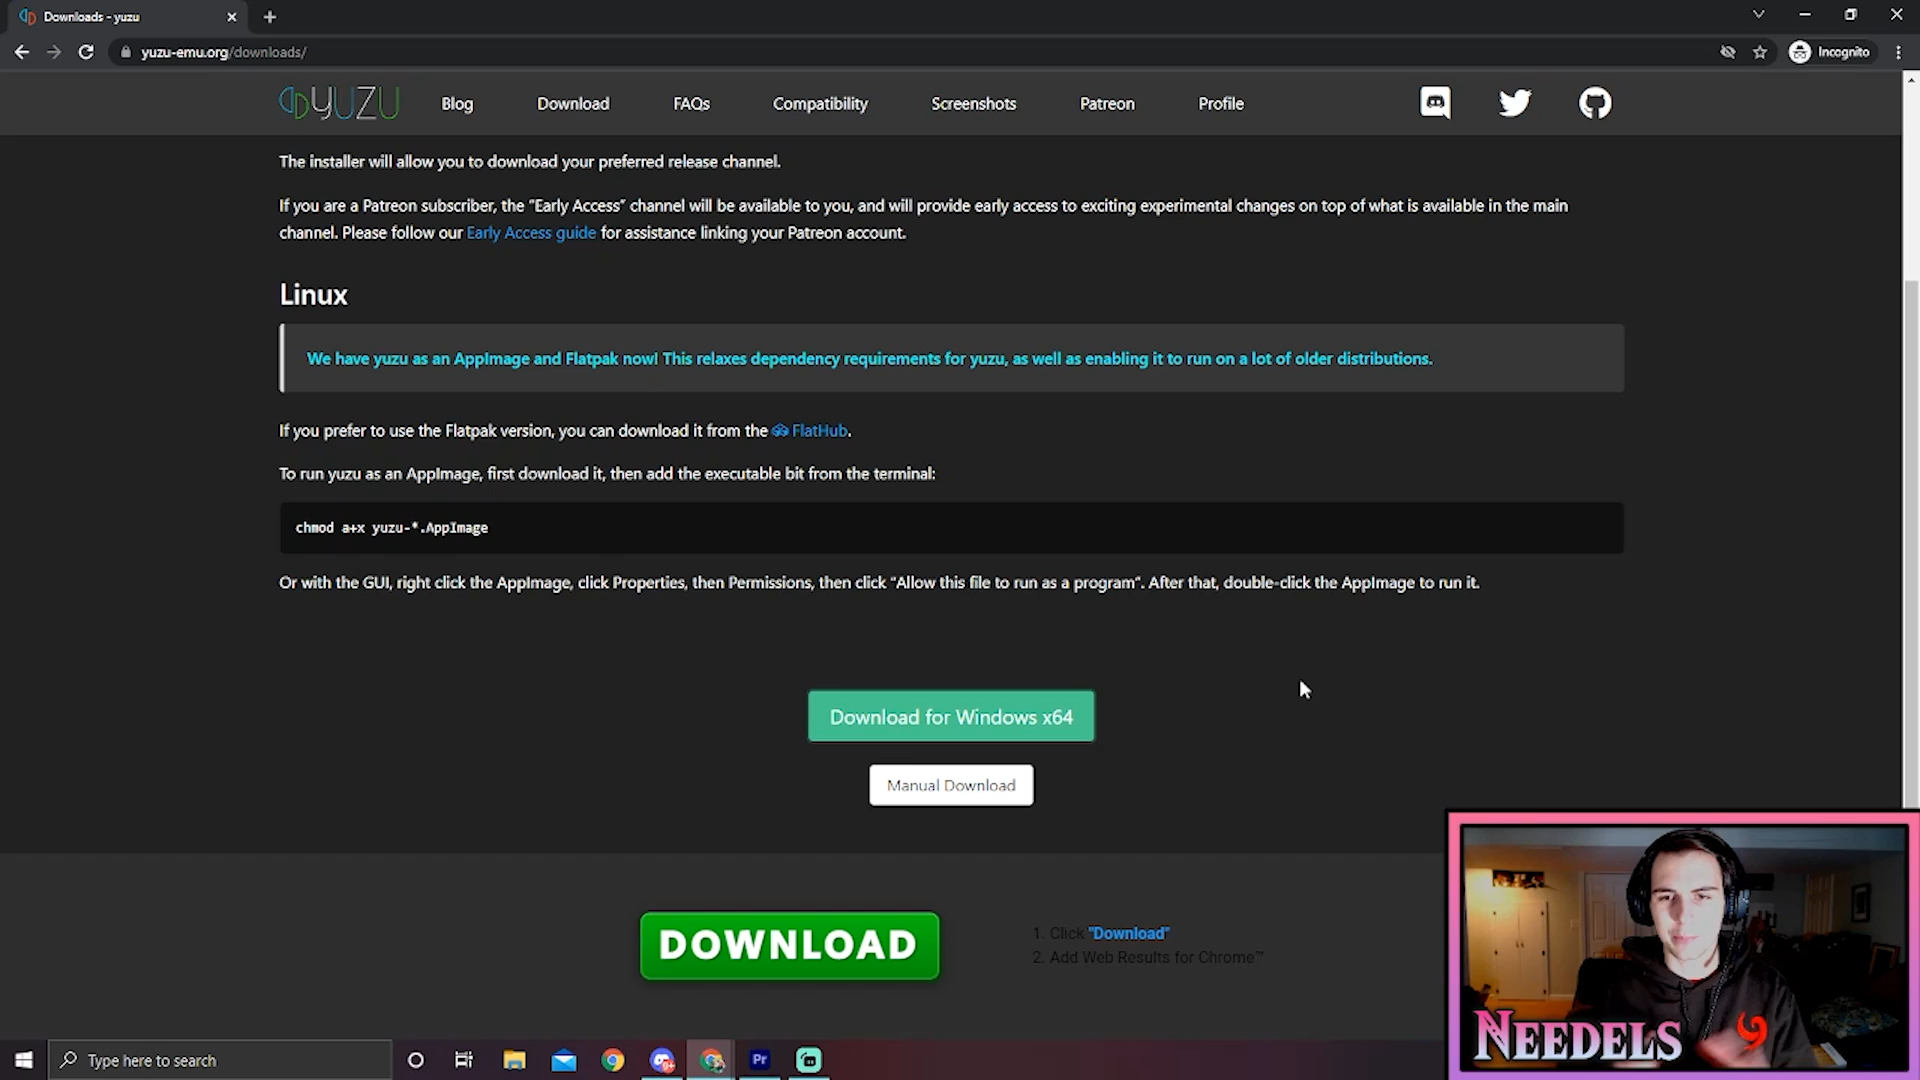 Downloads - yuzu
yuzu-emu.org/downloads/
Incognito
YUZU
Blog
Download
FAQs
Compatibility
Screenshots
Patreon
Profile
The installer will allow you to download your preferred release channel.
If you are a Patreon subscriber, the “Early Access” channel will be available to you, and will provide early access to exciting experimental changes on top of what is available in the main
channel. Please follow our Early Access guide for assistance linking your Patreon account.
Linux
We have yuzu as an AppImage and Flatpak now! This relaxes dependency requirements for yuzu, as well as enabling it to run on a lot of older distributions.
If you prefer to use the Flatpak version, you can download it from the FlatHub.
To run yuzu as an AppImage, first download it, then add the executable bit from the terminal:
chmod a+x yuzu-*.AppImage
Or with the GUI, right click the AppImage, click Properties, then Permissions, then click “Allow this file to run as a program“. After that, double-click the AppImage to run it.
Download for Windows x64
Manual Download
DOWNLOAD
1. Click "Download"
2. Add Web Results for Chrome™
NEEDELS
Type here to search
Pr